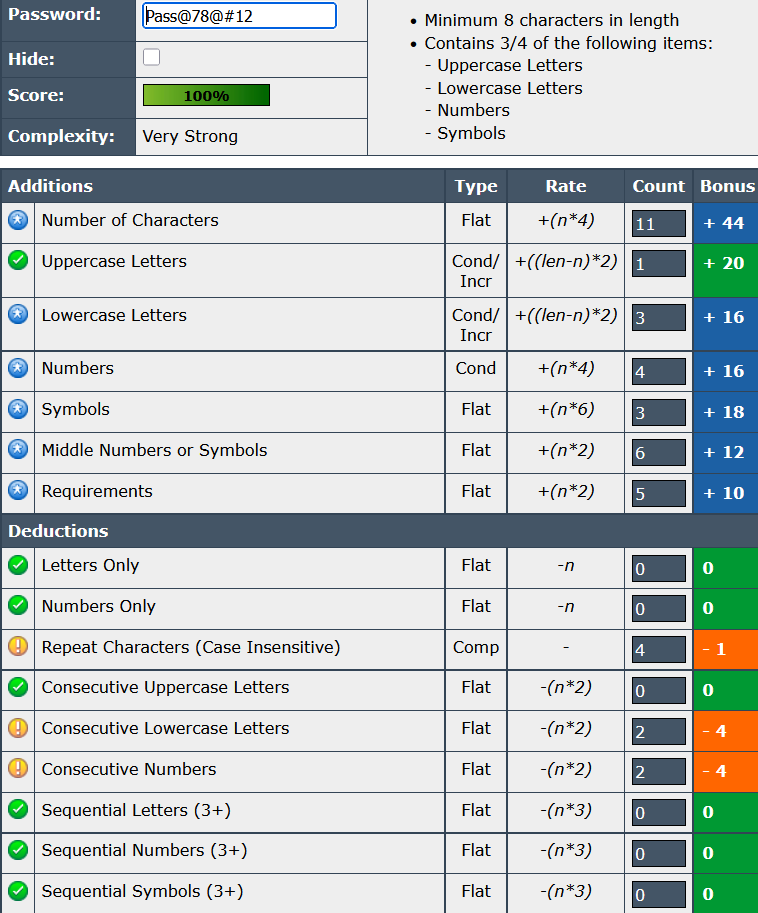 Password: Pass@78@#12
Hide:
Score: 100%
Complexity: Very Strong
• Minimum 8 characters in length
• Contains 3/4 of the following items:
- Uppercase Letters
- Lowercase Letters
- Numbers
- Symbols
Additions Type Rate Count Bonus
Number of Characters Flat +(n*4) 11 + 44
Uppercase Letters Cond/ +((len-n)*2) 1 + 20
Incr
Lowercase Letters Cond/ +((len-n)*2) 3 + 16
Incr
Numbers Cond +(n*4) 4 + 16
Symbols Flat +(n*6) 3 + 18
Middle Numbers or Symbols Flat +(n*2) 6 + 12
Requirements Flat +(n*2) 5 + 10
Deductions
Letters Only Flat -n 0 0
Numbers Only Flat -n 0 0
Repeat Characters (Case Insensitive) Comp - 4 - 1
Consecutive Uppercase Letters Flat -(n*2) 0 0
Consecutive Lowercase Letters Flat -(n*2) 2 - 4
Consecutive Numbers Flat -(n*2) 2 - 4
Sequential Letters (3+) Flat -(n*3) 0 0
Sequential Numbers (3+) Flat -(n*3) 0 0
Sequential Symbols (3+) Flat -(n*3) 0 0